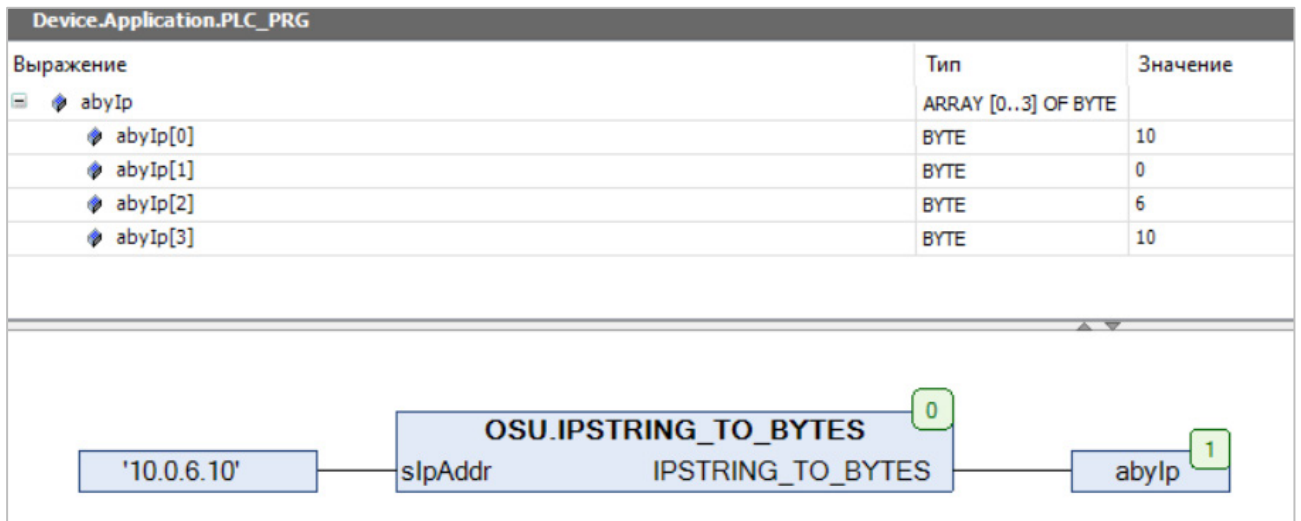 Device.Application.PLC_PRG
Выражение Тип Значение
abyIp ARRAY [0..3] OF BYTE
abyIp[0] BYTE 10
abyIp[1] BYTE 0
abyIp[2] BYTE 6
abyIp[3] BYTE 10
0
OSU.IPSTRING_TO_BYTES
1
'10.0.6.10' sIpAddr IPSTRING_TO_BYTES abyIp